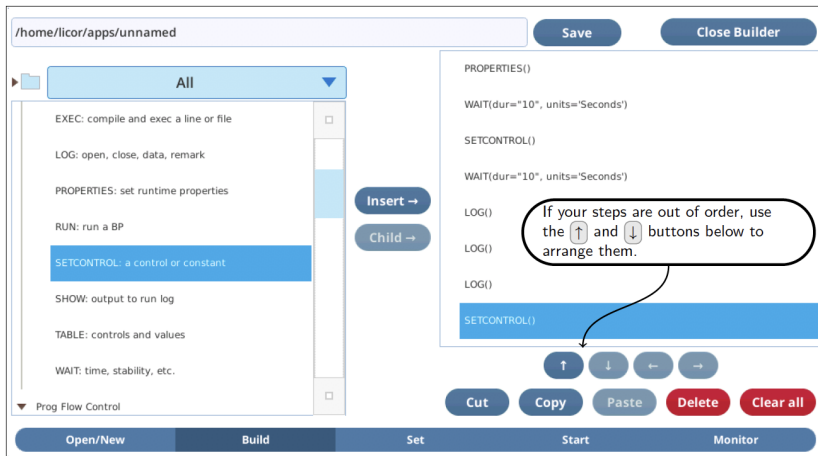 /home/licor/apps/unnamed
Save
Close Builder
All
EXEC: compile and exec a line or file
LOG: open, close, data, remark
PROPERTIES: set runtime properties
RUN: run a BP
SETCONTROL: a control or constant
SHOW: output to run log
TABLE: controls and values
WAIT: time, stability, etc.
Prog Flow Control
Insert →
Child →
PROPERTIES()
WAIT(dur="10", units='Seconds')
SETCONTROL()
WAIT(dur="10", units='Seconds')
LOG()
LOG()
LOG()
SETCONTROL()
If your steps are out of order, use
the ↑ and ↓ buttons below to
arrange them.
↑ ↓ ← →
Cut
Copy
Paste
Delete
Clear all
Open/New
Build
Set
Start
Monitor